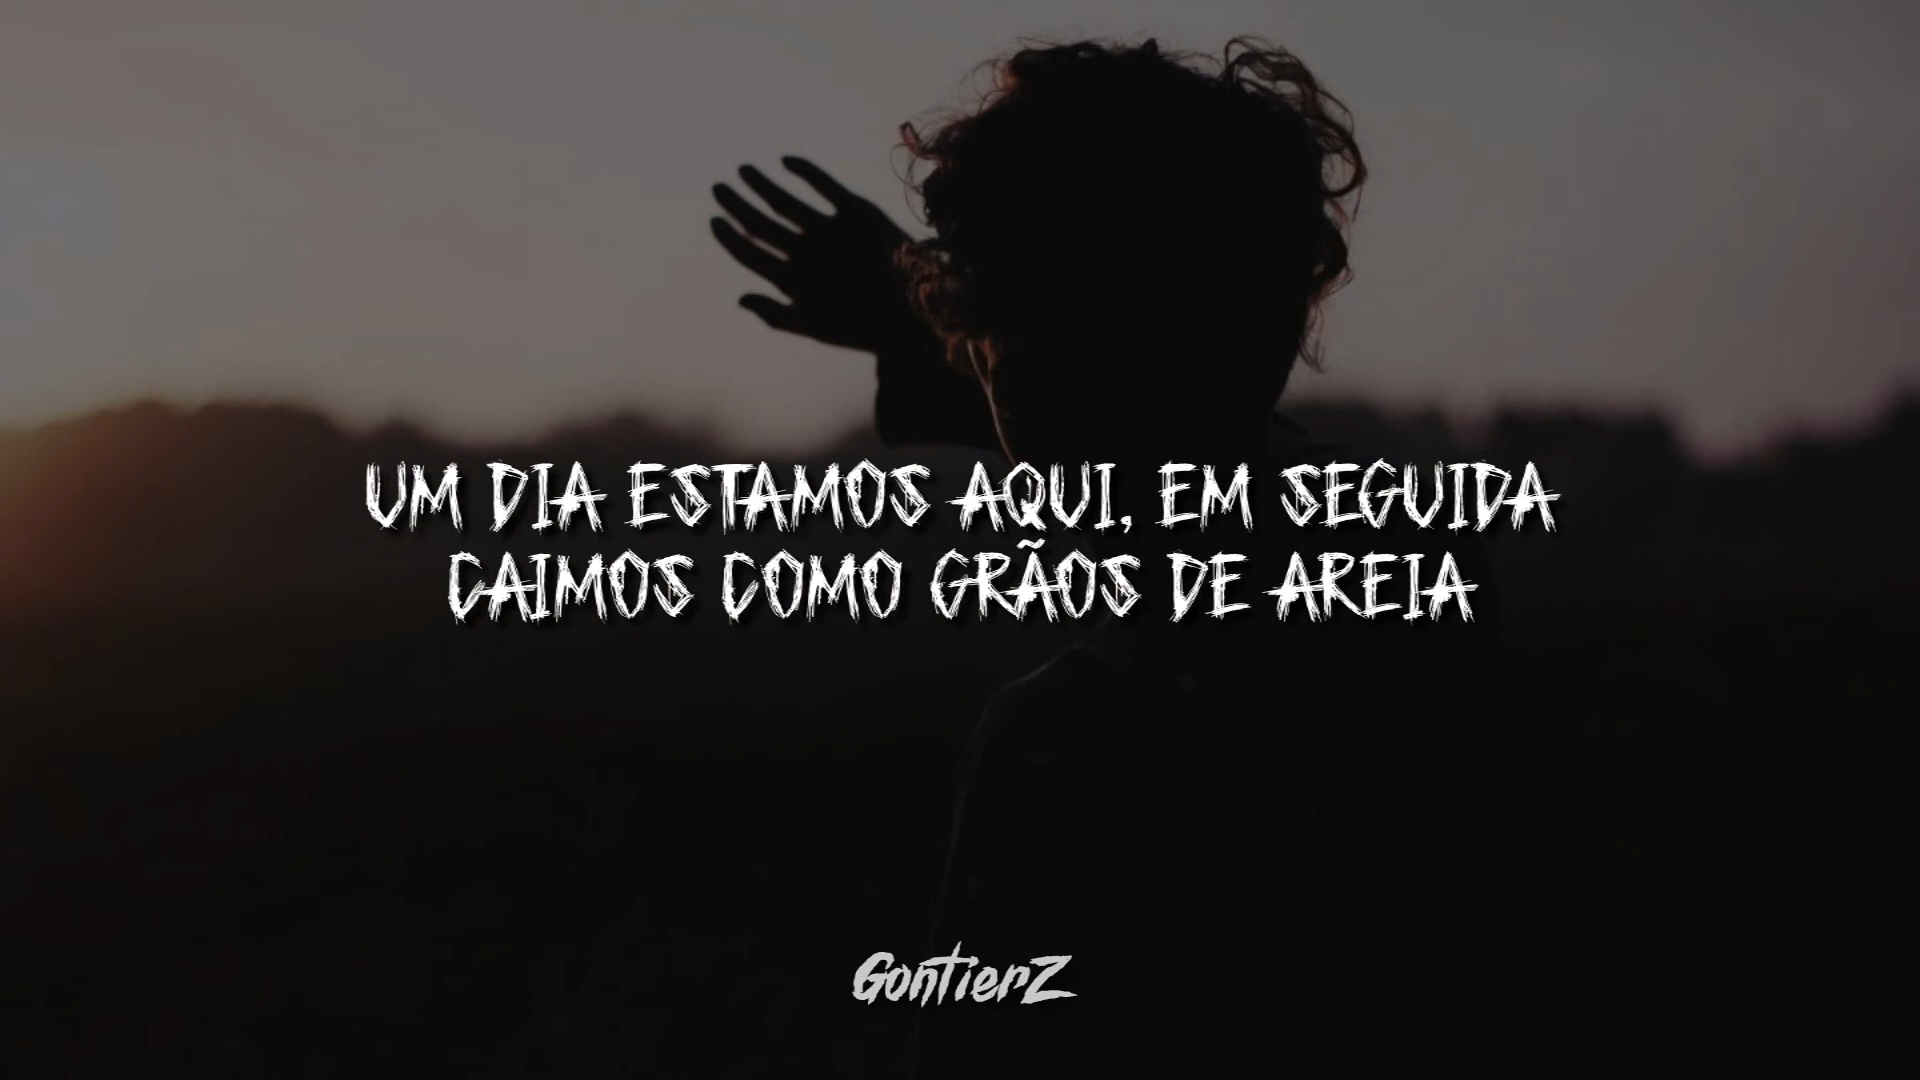 UM DIA ESTAMOS AQUI, EM SEGUIDA
CAIMOS COMO GRÃOS DE AREIA
GontierZ